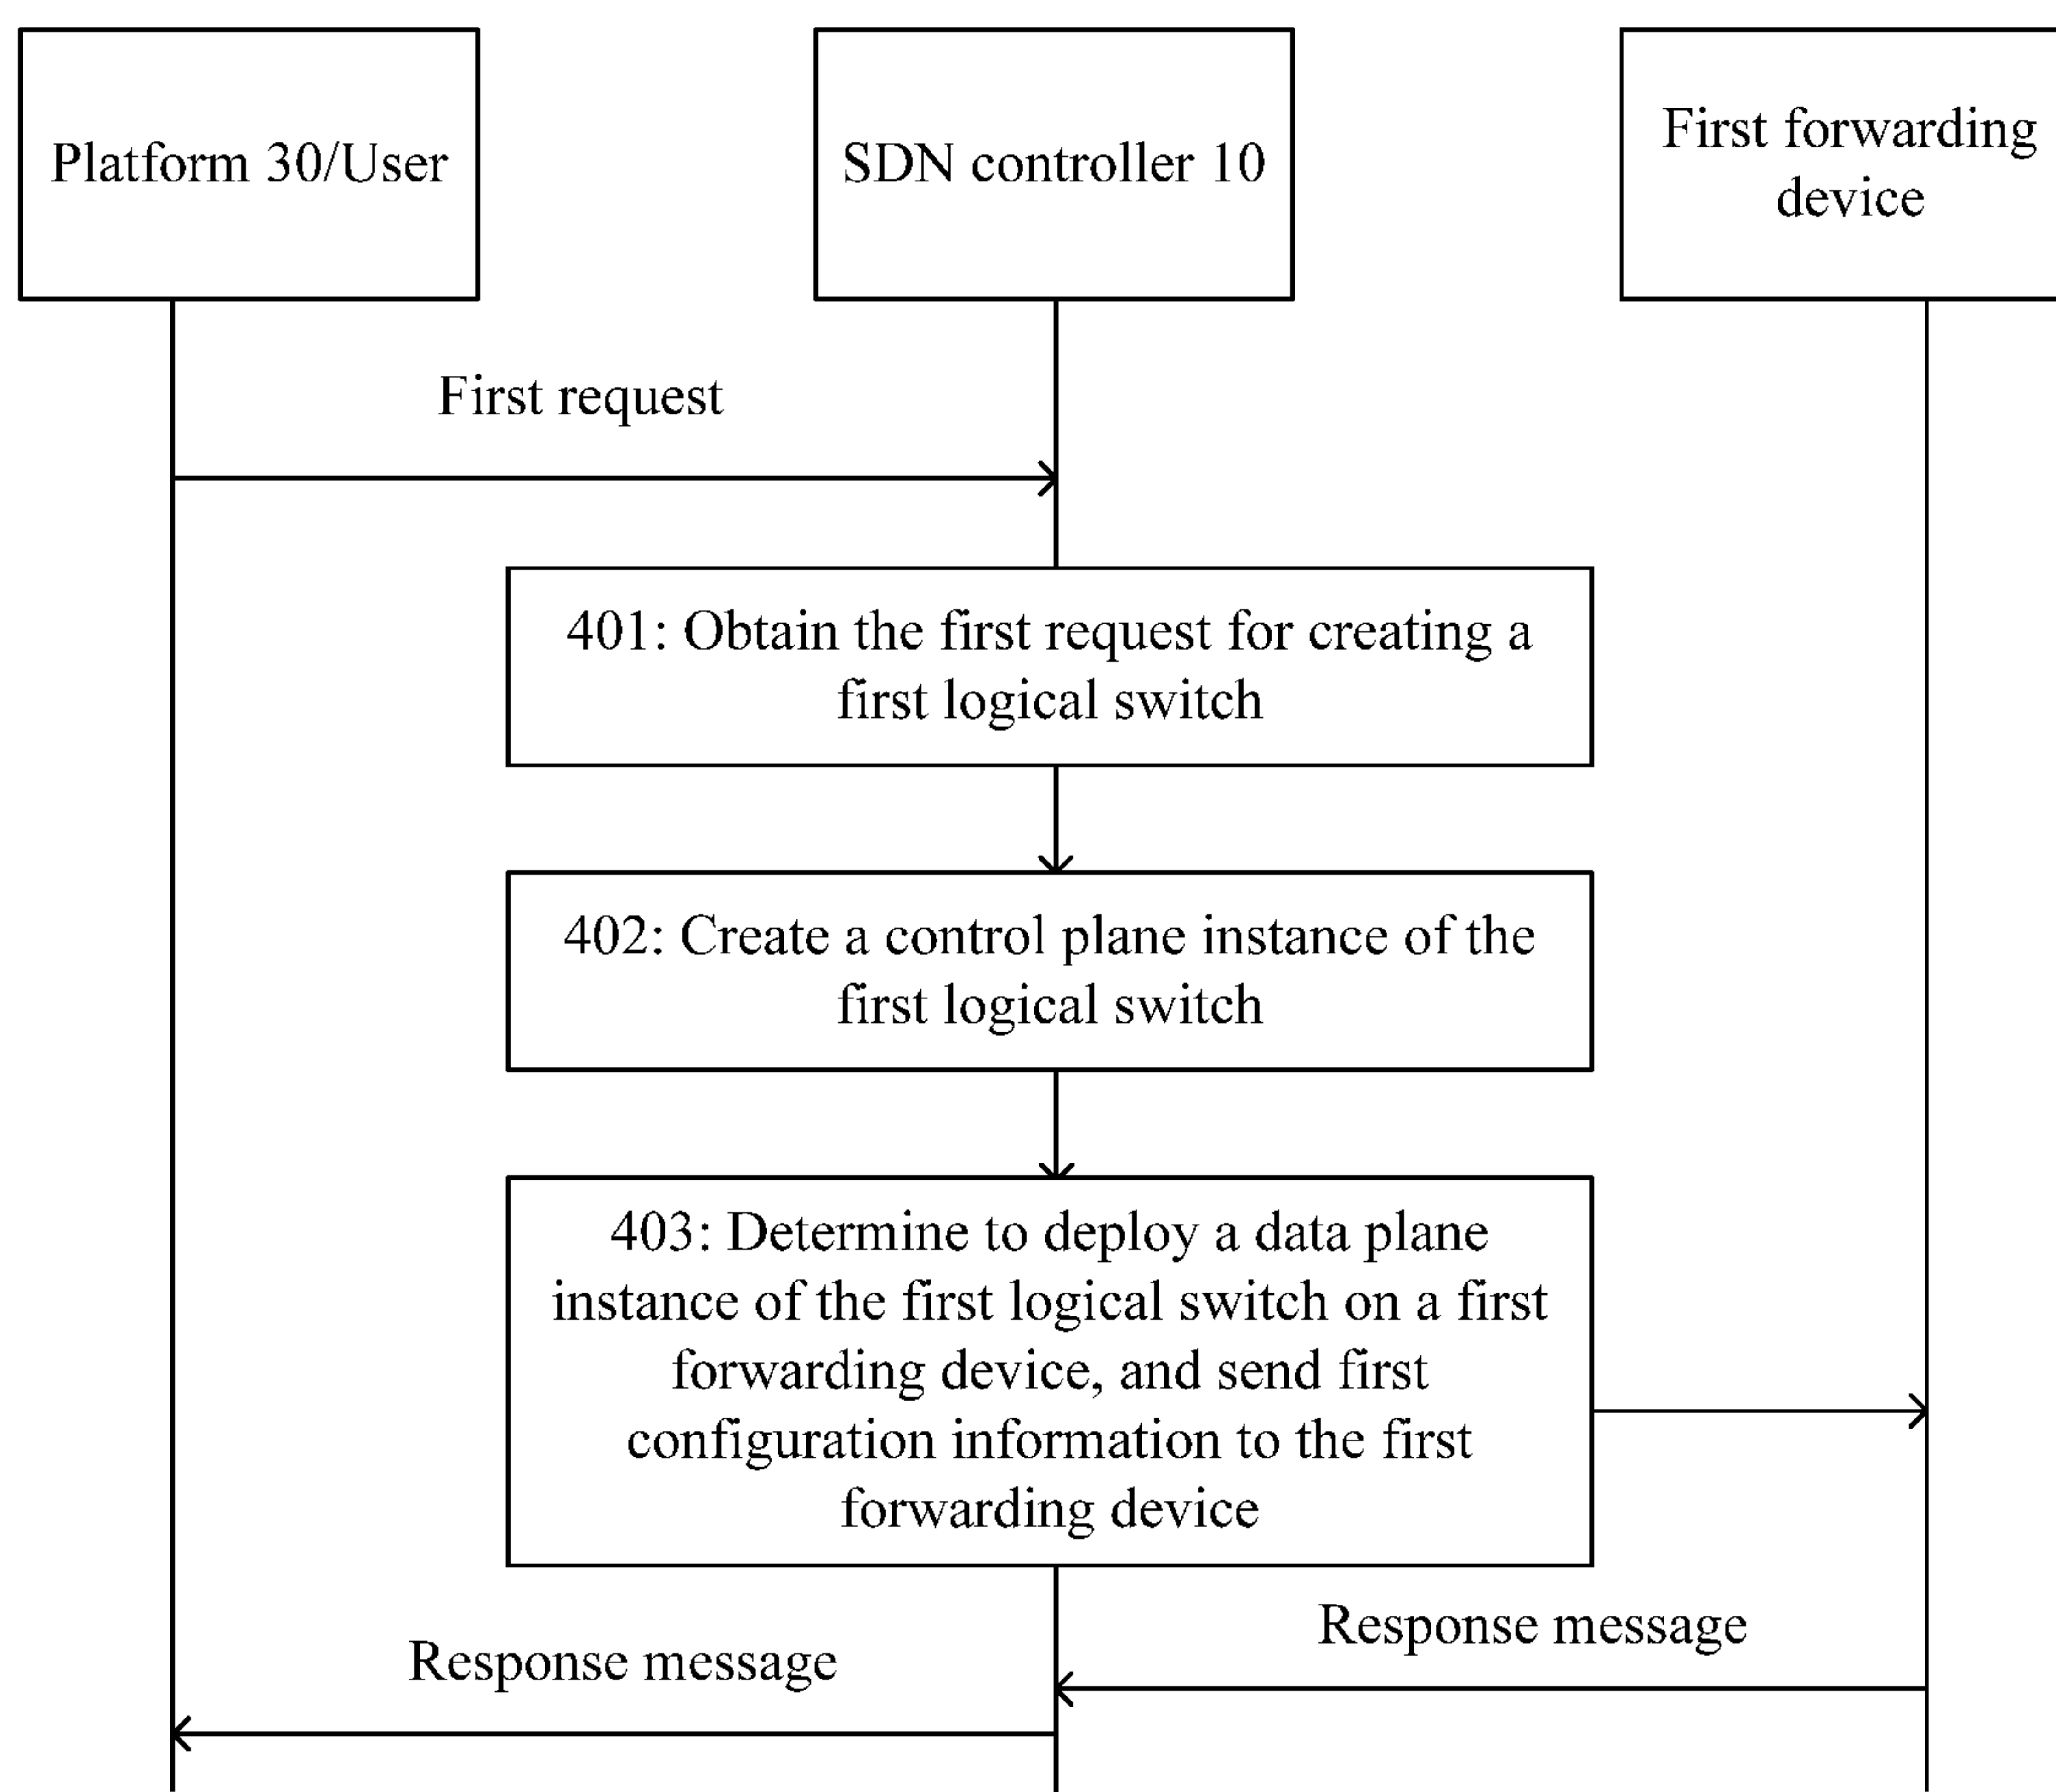 Platform 30/User
SDN controller 10
First forwarding
device
First request
401: Obtain the first request for creating a
first logical switch
402: Create a control plane instance of the
first logical switch
403: Determine to deploy a data plane
instance of the first logical switch on a first
forwarding device, and send first
configuration information to the first
forwarding device
Response message
Response message